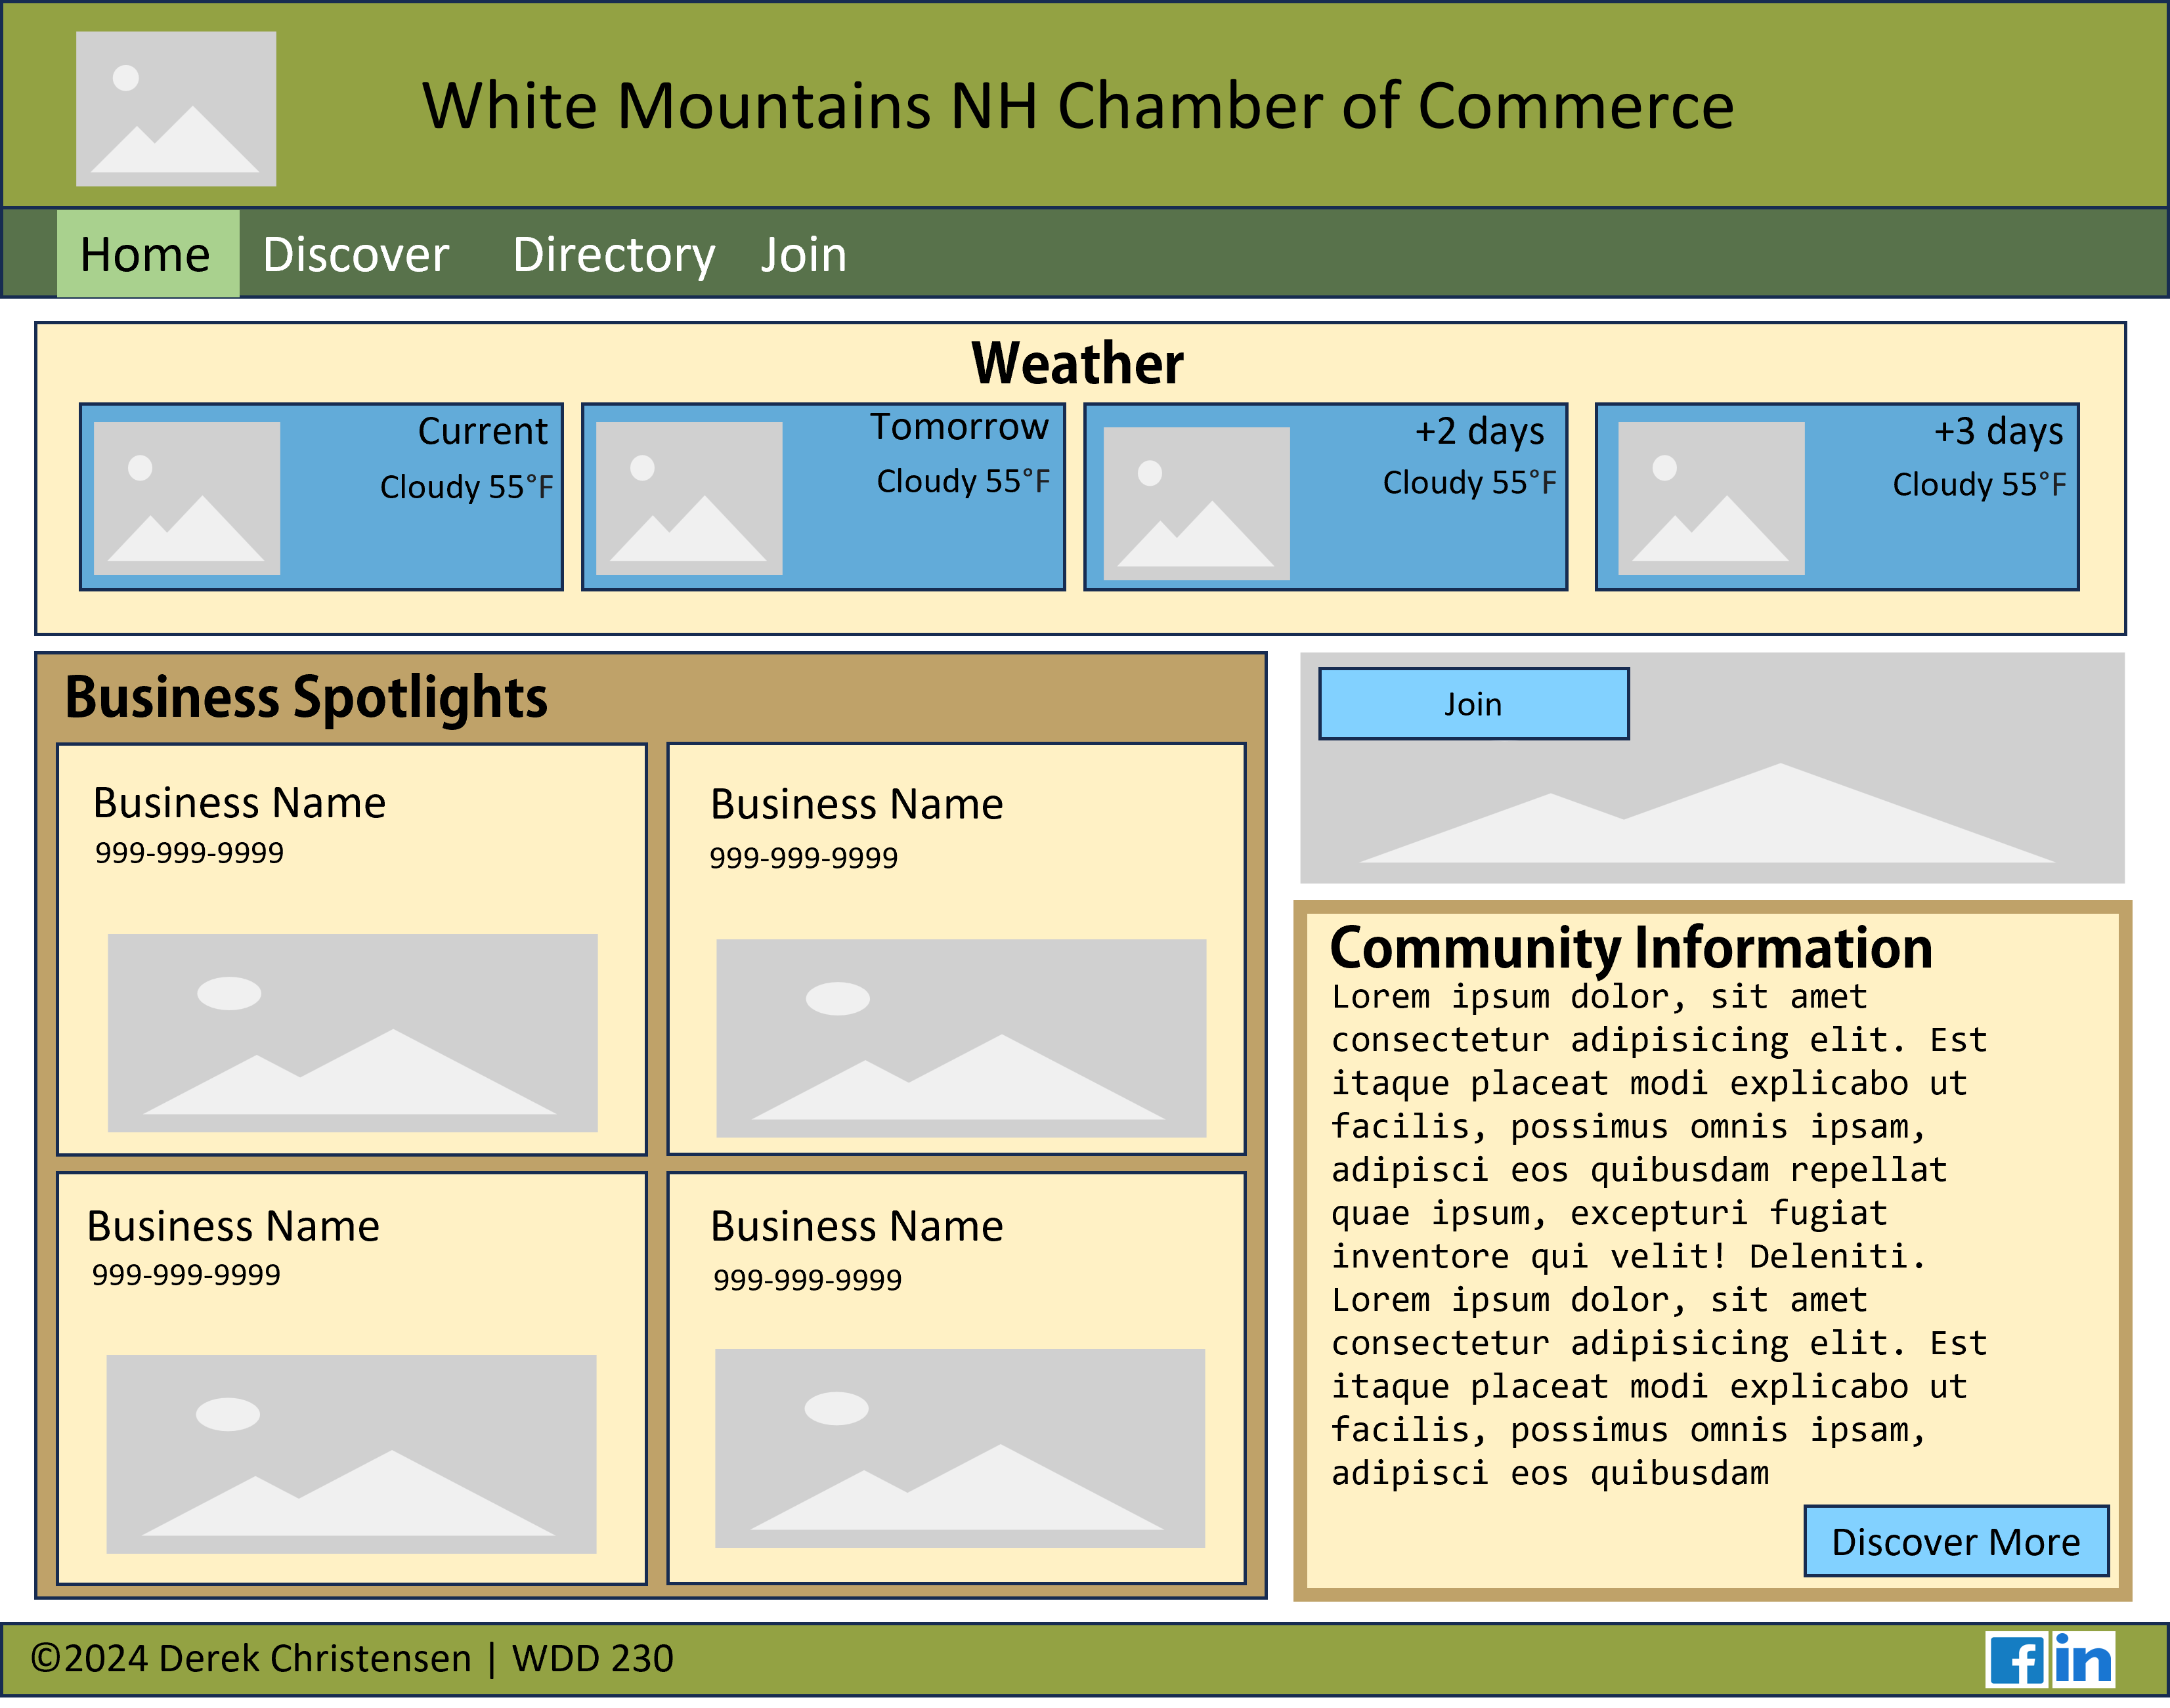 White Mountains NH Chamber of Commerce
Home Discover Directory Join
Weather
Current
Cloudy 55°F
Tomorrow
Cloudy 55°F
+2 days
Cloudy 55°F
+3 days
Cloudy 55°F
Business Spotlights
Business Name
999-999-9999
Business Name
999-999-9999
Business Name
999-999-9999
Business Name
999-999-9999
Join
Community Information
Lorem ipsum dolor, sit amet
consectetur adipisicing elit. Est
itaque placeat modi explicabo ut
facilis, possimus omnis ipsam,
adipisci eos quibusdam repellat
quae ipsum, excepturi fugiat
inventore qui velit! Deleniti.
Lorem ipsum dolor, sit amet
consectetur adipisicing elit. Est
itaque placeat modi explicabo ut
facilis, possimus omnis ipsam,
adipisci eos quibusdam
Discover More
©2024 Derek Christensen | WDD 230
f in